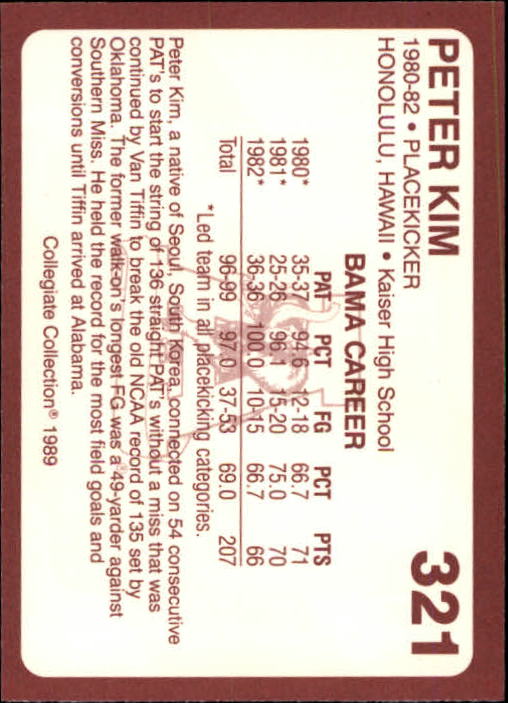 PETER KIM 321
1980-82 • PLACEKICKER
HONOLULU, HAWAII • Kaiser High School
BAMA CAREER
PAT PCT FG PCT PTS
1980* 35-37 94.6 12-18 66.7 71
1981* 25-26 96.1 15-20 75.0 70
1982* 36-36 100.0 10-15 66.7 66
Total 96-99 97.0 37-53 69.0 207
*Led team in all placekicking categories.
Peter Kim, a native of Seoul, South Korea, connected on 54 consecutive
PAT's to start the string of 136 straight PAT's without a miss that was
continued by Van Tiffin to break the old NCAA record of 135 set by
Oklahoma. The former walk-on's longest FG was a 49-yarder against
Southern Miss. He held the record for the most field goals and
conversions until Tiffin arrived at Alabama.
Collegiate Collection® 1989